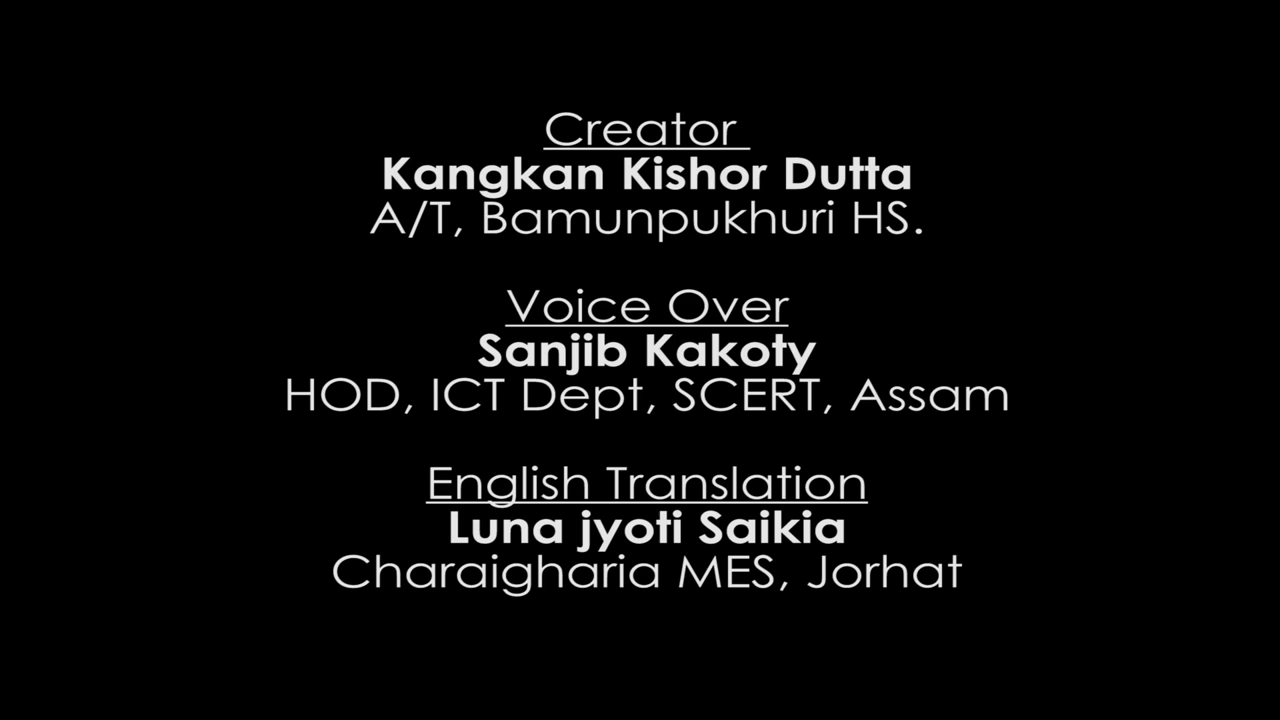 Creator
Kangkan Kishor Dutta
A/T, Bamunpukhuri HS.
Voice Over
Sanjib Kakoty
HOD, ICT Dept, SCERT, Assam
English Translation
Luna jyoti Saikia
Charaigharia MES, Jorhat